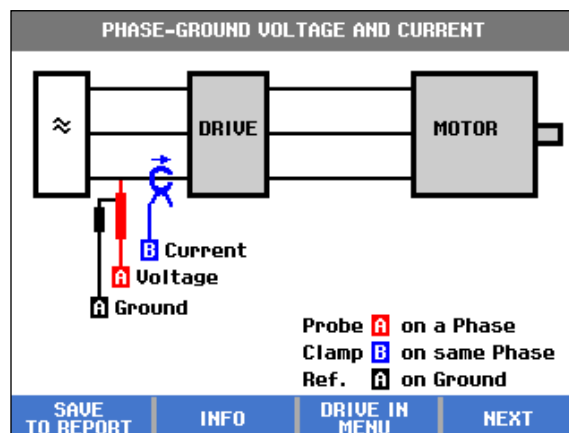 PHASE-GROUND VOLTAGE AND CURRENT
≈
DRIVE
MOTOR
B Current
A Voltage
A Ground
Probe A on a Phase
Clamp B on same Phase
Ref. A on Ground
SAVE
TO REPORT
INFO
DRIVE IN
MENU
NEXT